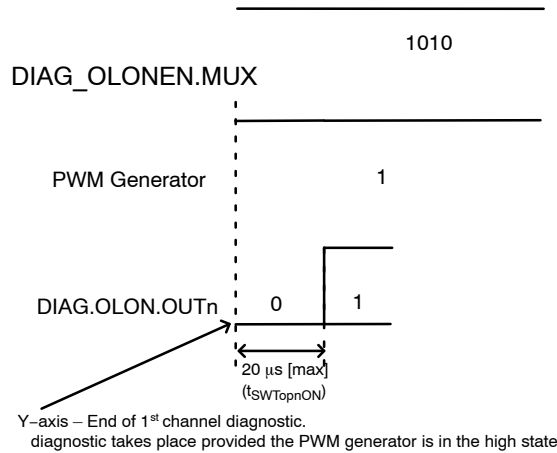 1010
DIAG_OLONEN.MUX
PWM Generator 1
DIAG.OLON.OUTn 0 1
20 μs [max]
(tSWTopnON)
Y−axis – End of 1st channel diagnostic.
diagnostic takes place provided the PWM generator is in the high state